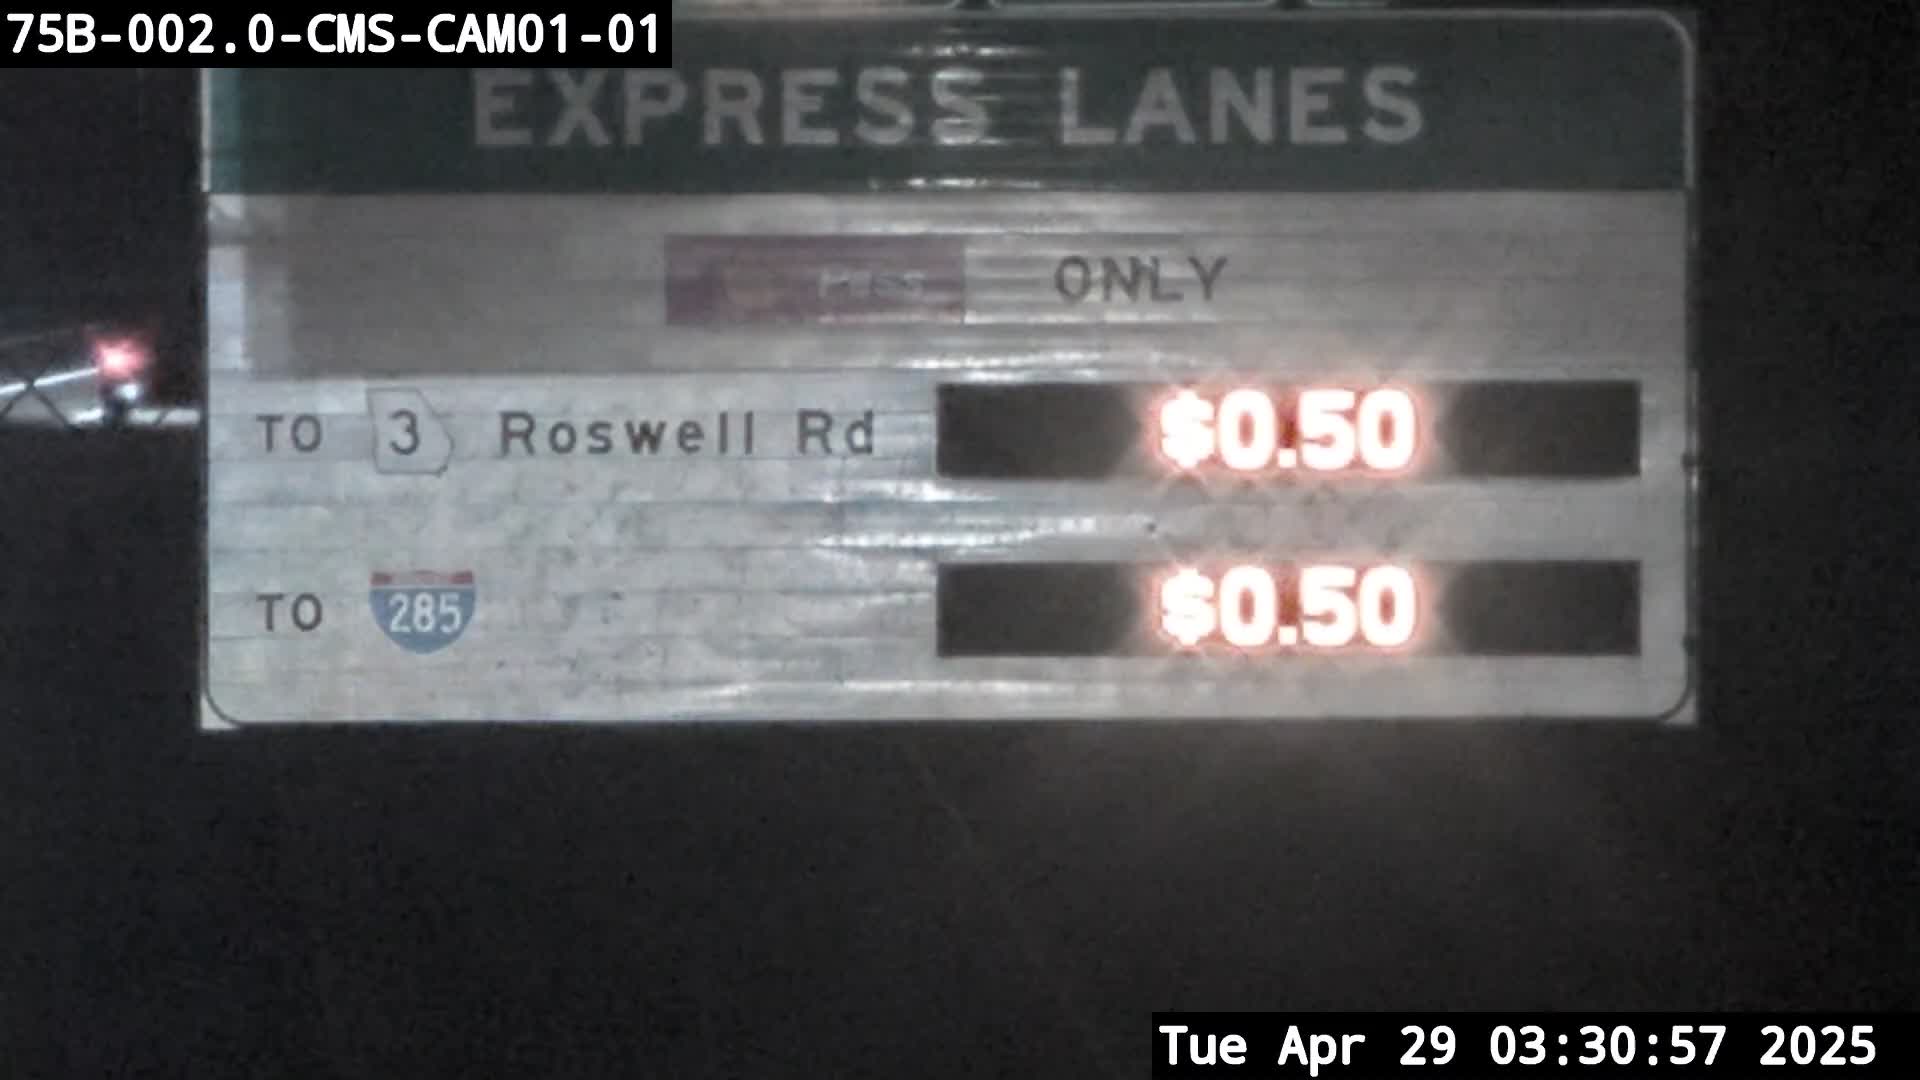 75B-002.0-CMS-CAM01-01
EXPRESS LANES
PASS ONLY
TO 3 Roswell Rd $0.50
TO 285 $0.50
Tue Apr 29 03:30:57 2025